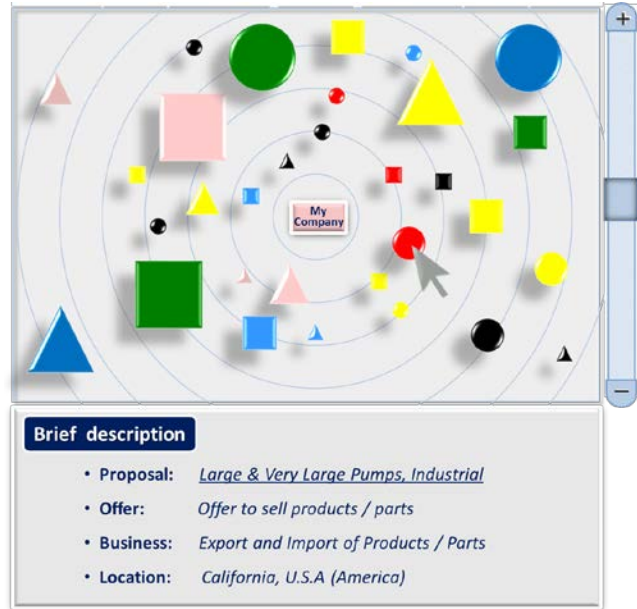 +
My
Company
−
Brief description
• Proposal: Large & Very Large Pumps, Industrial
• Offer: Offer to sell products / parts
• Business: Export and Import of Products / Parts
• Location: California, U.S.A (America)